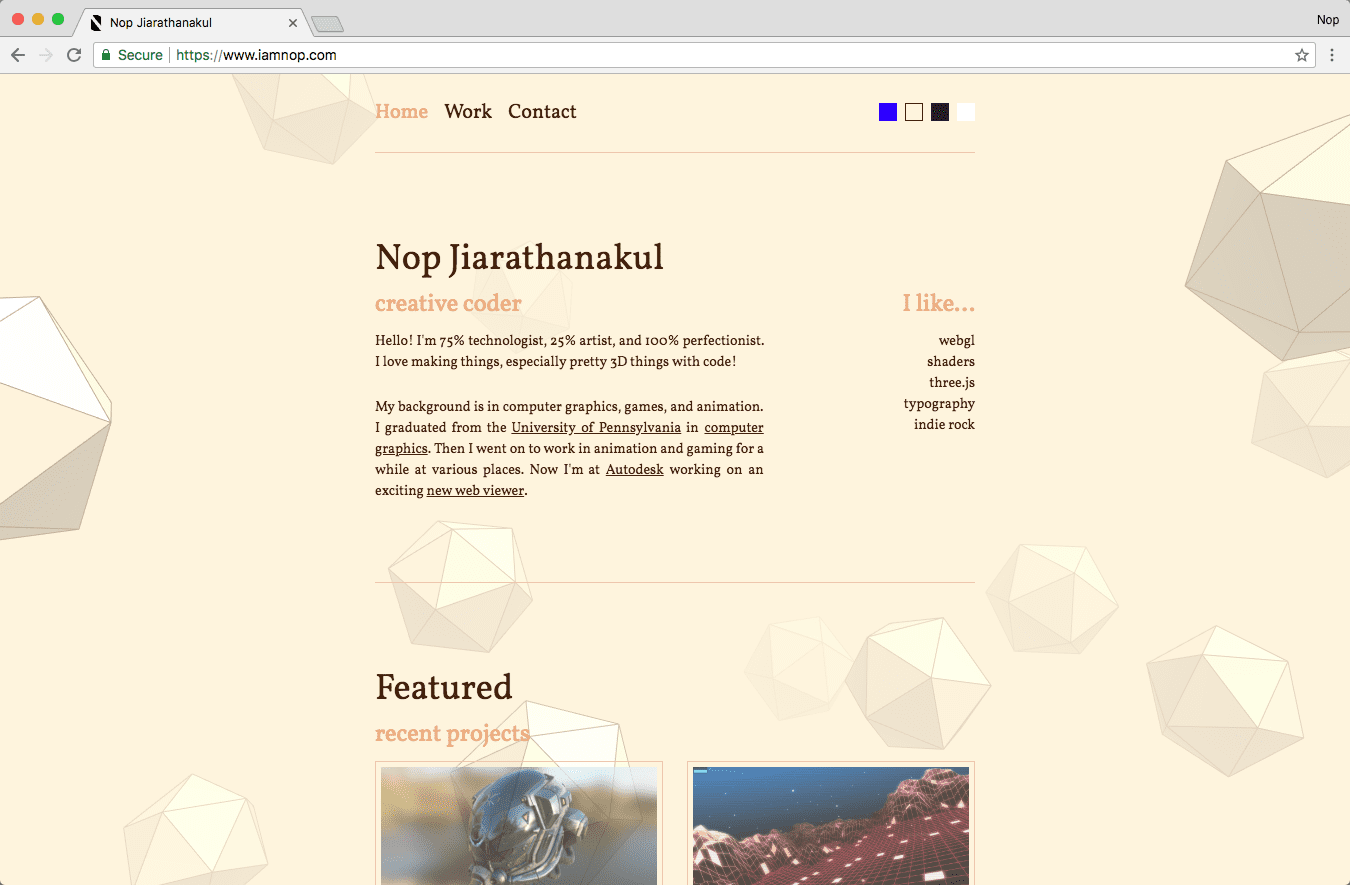 Nop Jiarathanakul
Nop
Secure https://www.iamnop.com
Home Work Contact
Nop Jiarathanakul
creative coder
Hello! I'm 75% technologist, 25% artist, and 100% perfectionist.
I love making things, especially pretty 3D things with code!
My background is in computer graphics, games, and animation.
I graduated from the University of Pennsylvania in computer
graphics. Then I went on to work in animation and gaming for a
while at various places. Now I'm at Autodesk working on an
exciting new web viewer.
I like...
webgl
shaders
three.js
typography
indie rock
Featured
recent projects